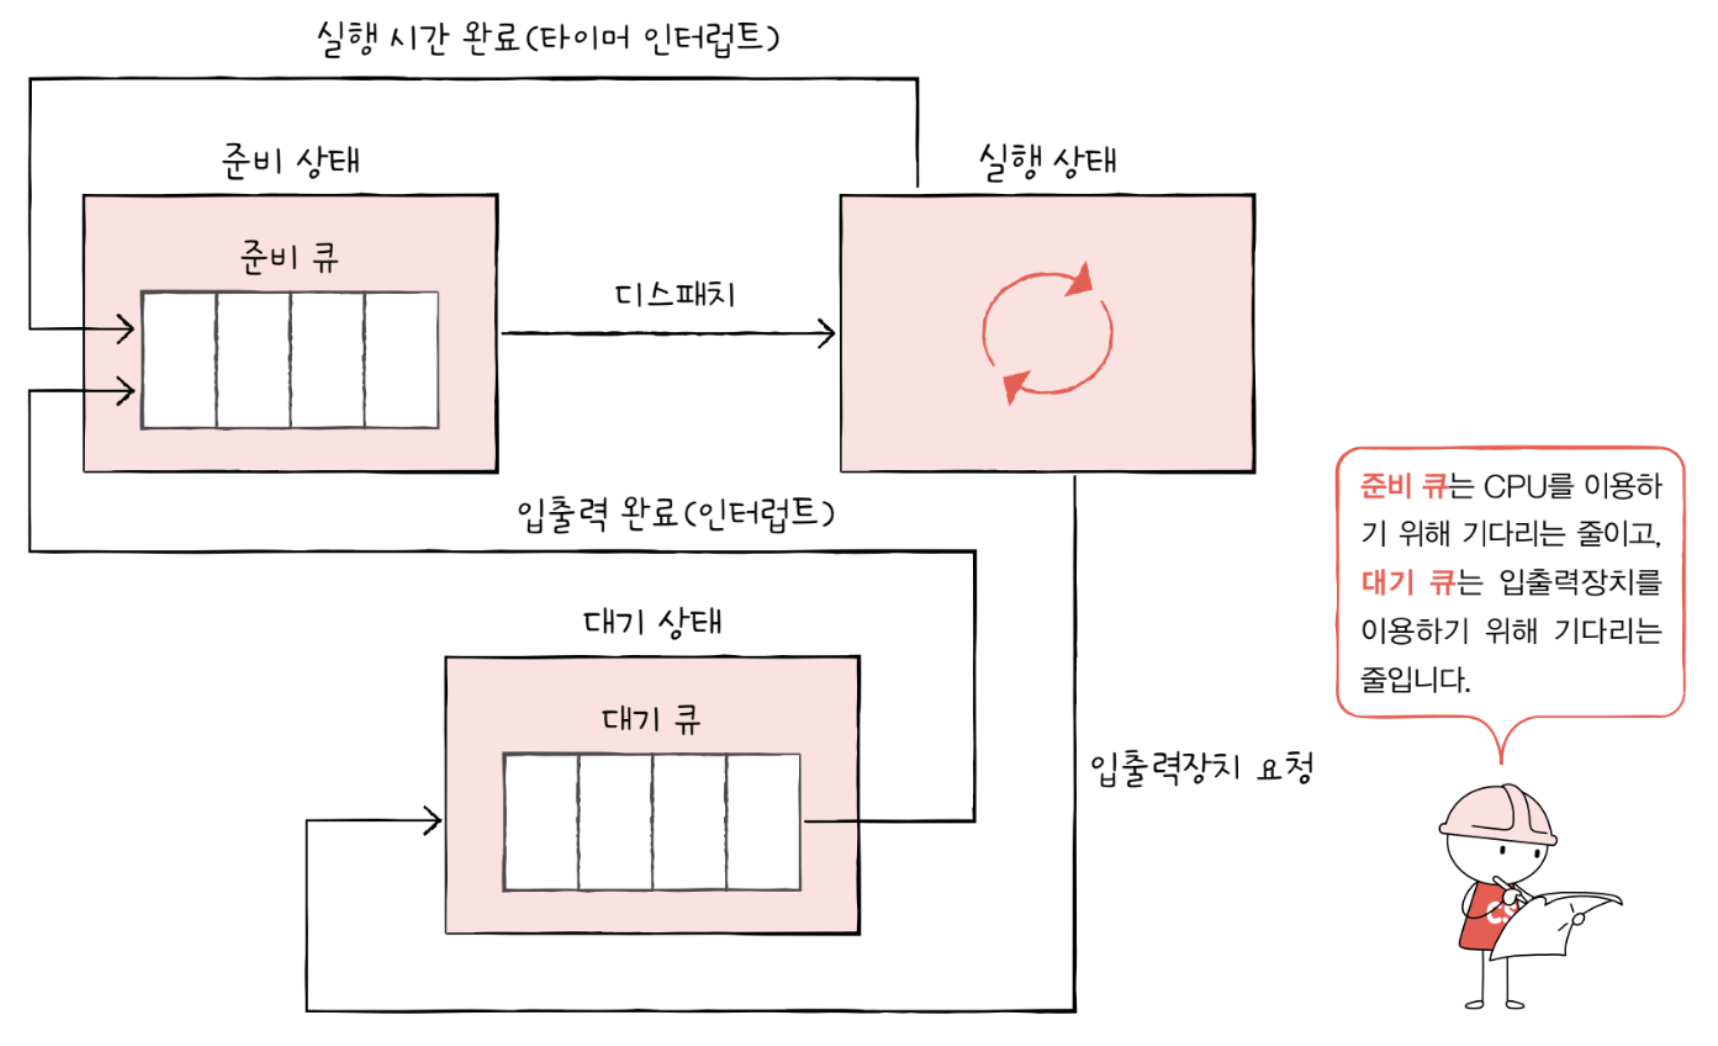 실행 시간 완료(타이머 인터럽트)
준비 상태
실행 상태
준비 큐
디스패치
입출력 완료(인터럽트)
대기 상태
대기 큐
입출력장치 요청
준비 큐는 CPU를 이용하
기 위해 기다리는 줄이고,
대기 큐는 입출력장치를
이용하기 위해 기다리는
줄입니다.
CS